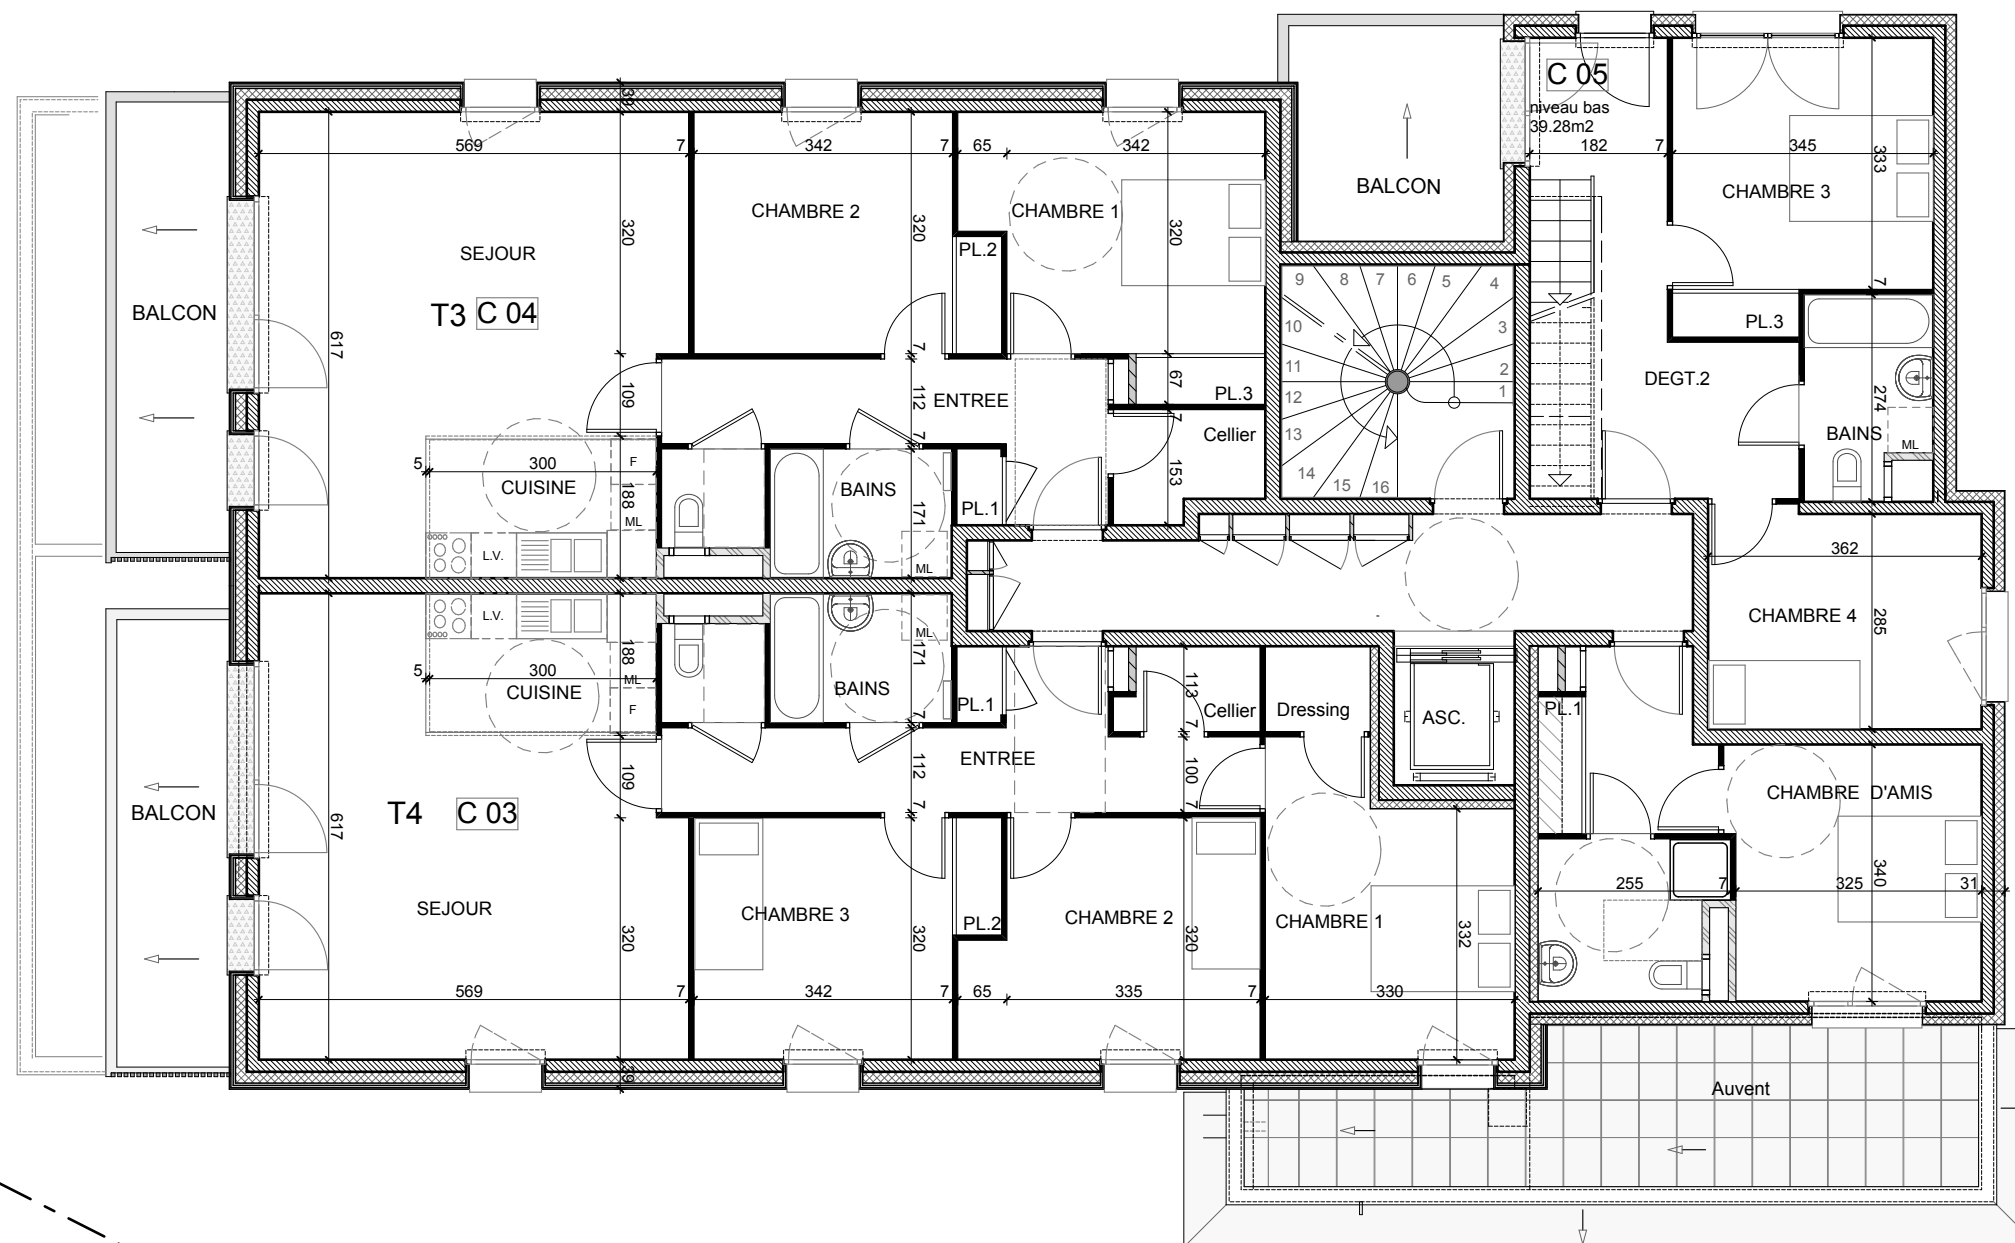 C 05
niveau bas
39.28m2
39
569
7
342
7
65
342
182
7
345
333
BALCON
CHAMBRE 3
CHAMBRE 2
CHAMBRE 1
320
320
320
SEJOUR
PL.2
7
T3 C 04
BALCON
617
9
8
7
6
5
4
10
3
11
2
12
1
13
14
15
16
PL.3
DEGT.2
274
BAINS
ML
7
67
PL.3
109
112
ENTREE
7
7
Cellier
153
5
300
CUISINE
F
188
ML
L.V.
BAINS
171
ML
PL.1
362
CHAMBRE 4
285
L.V.
188
ML
171
5
300
CUISINE
ML
F
BAINS
7
PL.1
113
7
Cellier
Dressing
ASC.
PL.1
ENTREE
112
109
7
100
7
BALCON
617
T4 C 03
CHAMBRE D'AMIS
340
255
7
325
31
SEJOUR
CHAMBRE 3
PL.2
CHAMBRE 2
CHAMBRE 1
320
320
320
332
569
7
342
7
65
335
7
330
39
Auvent